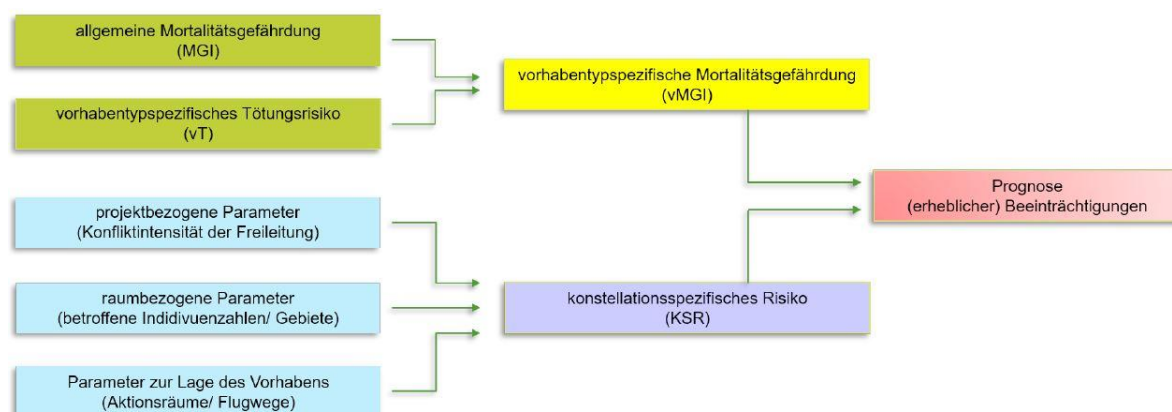 allgemeine Mortalitätsgefährdung
(MGI)
vorhabentypspezifisches Tötungsrisiko
(vT)
vorhabentypspezifische Mortalitätsgefährdung
(vMGI)
projektbezogene Parameter
(Konfliktintensität der Freileitung)
raumbezogene Parameter
(betroffene Indidivuenzahlen/ Gebiete)
Parameter zur Lage des Vorhabens
(Aktionsräume/ Flugwege)
konstellationsspezifisches Risiko
(KSR)
Prognose
(erheblicher) Beeinträchtigungen